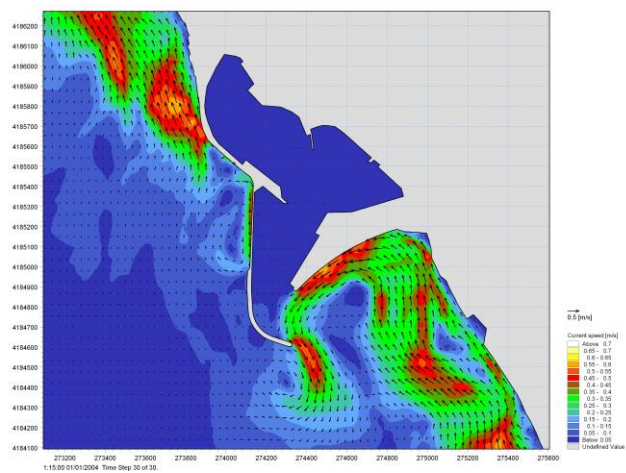 4186200
4186100
4186000
4185900
4185800
4185700
4185600
4185500
4185400
4185300
4185200
4185100
4185000
4184900
4184800
4184700
4184600
4184500
4184400
4184300
4184200
4184100
273200 273400 273600 273800 274000 274200 274400 274600 274800 275000 275200 275400 275600
1:15:00 01/01/2004 Time Step 30 of 30.
0.5 [m/s]
Current speed [m/s]
Above 0.7
0.65 - 0.7
0.6 - 0.65
0.55 - 0.6
0.5 - 0.55
0.45 - 0.5
0.4 - 0.45
0.35 - 0.4
0.3 - 0.35
0.25 - 0.3
0.2 - 0.25
0.15 - 0.2
0.1 - 0.15
0.05 - 0.1
Below 0.05
Undefined Value